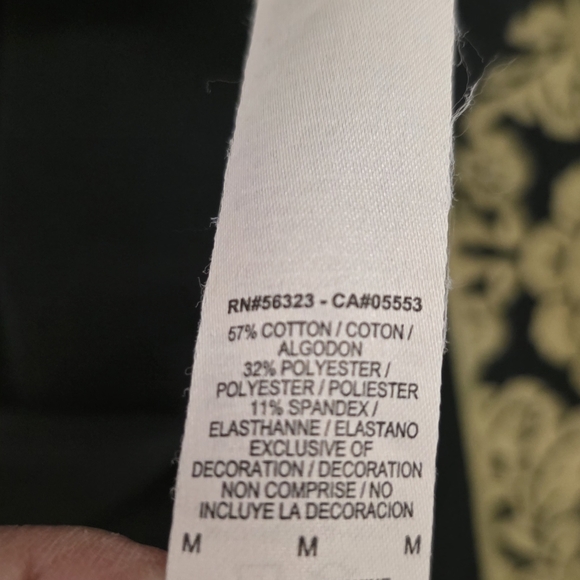 RN#56323 - CA#05553
57% COTTON / COTON /
ALGODON
32% POLYESTER /
POLYESTER / POLIESTER
11% SPANDEX /
ELASTHANNE / ELASTANO
EXCLUSIVE OF
DECORATION / DECORATION
NON COMPRISE / NO
INCLUYE LA DECORACION
M M M